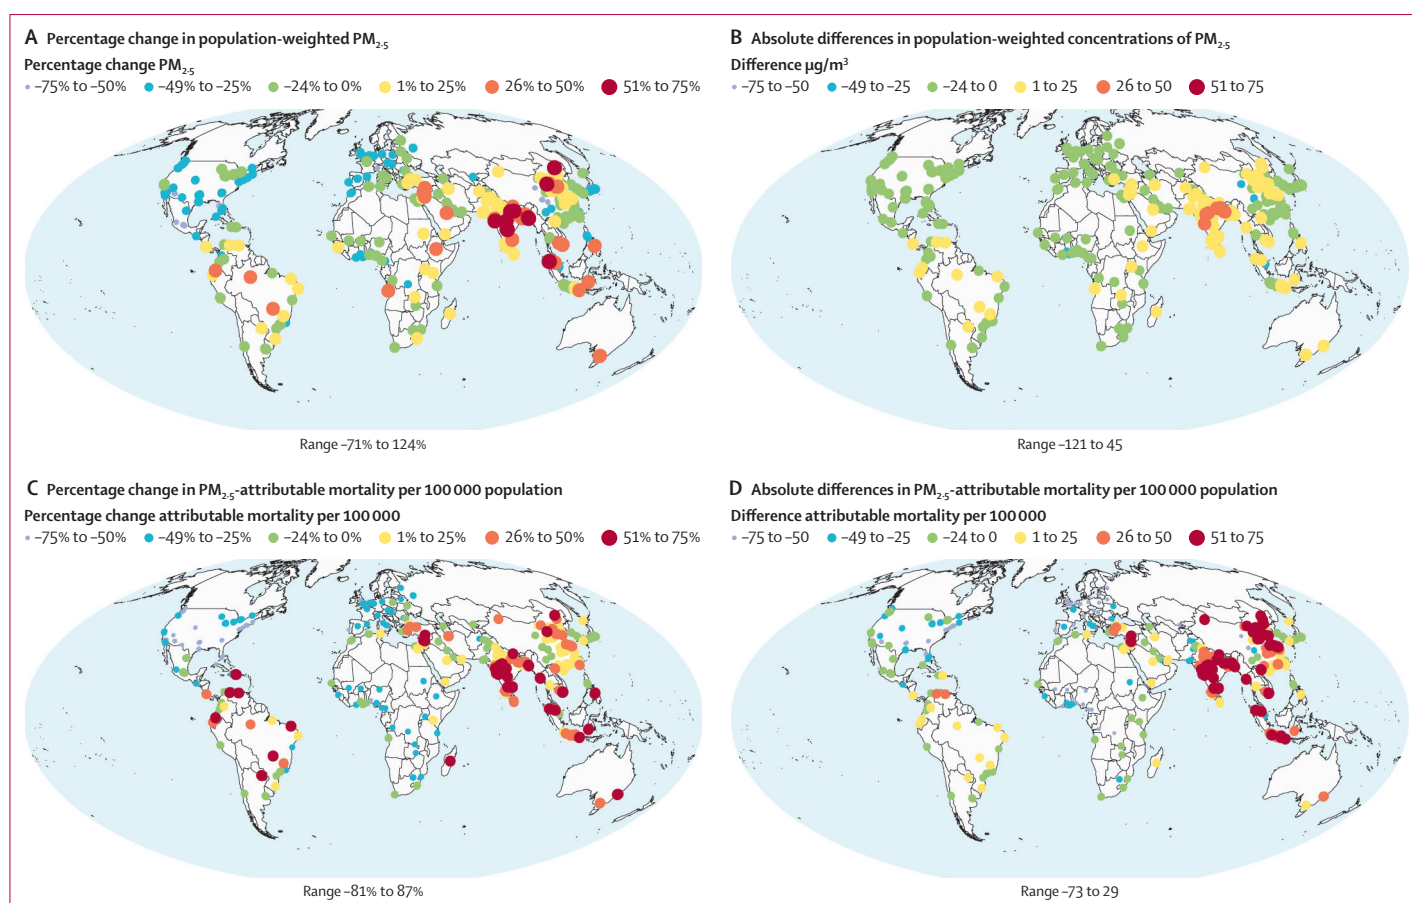 A Percentage change in population-weighted PM2·5
Percentage change PM2·5
–75% to –50% –49% to –25% –24% to 0% 1% to 25% 26% to 50% 51% to 75%
Range –71% to 124%
B Absolute differences in population-weighted concentrations of PM2·5
Difference µg/m³
–75 to –50 –49 to –25 –24 to 0 1 to 25 26 to 50 51 to 75
Range –121 to 45
C Percentage change in PM2·5-attributable mortality per 100 000 population
Percentage change attributable mortality per 100 000
–75% to –50% –49% to –25% –24% to 0% 1% to 25% 26% to 50% 51% to 75%
Range –81% to 87%
D Absolute differences in PM2·5-attributable mortality per 100 000 population
Difference attributable mortality per 100 000
–75 to –50 –49 to –25 –24 to 0 1 to 25 26 to 50 51 to 75
Range –73 to 29